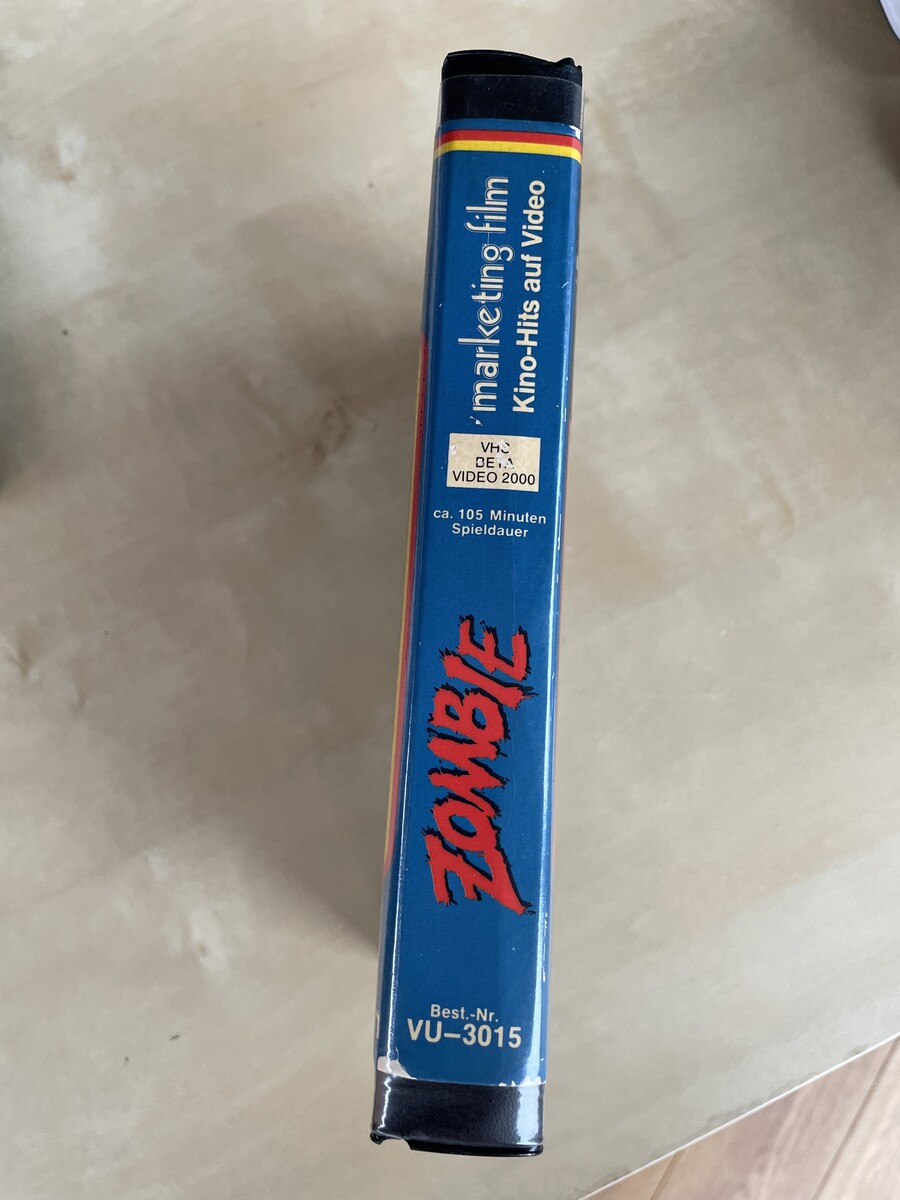 marketing-film
Kino-Hits auf Video
VHS
BETA
VIDEO 2000
ca. 105 Minuten
Spieldauer
ZOMBIE
Best.-Nr.
VU-3015